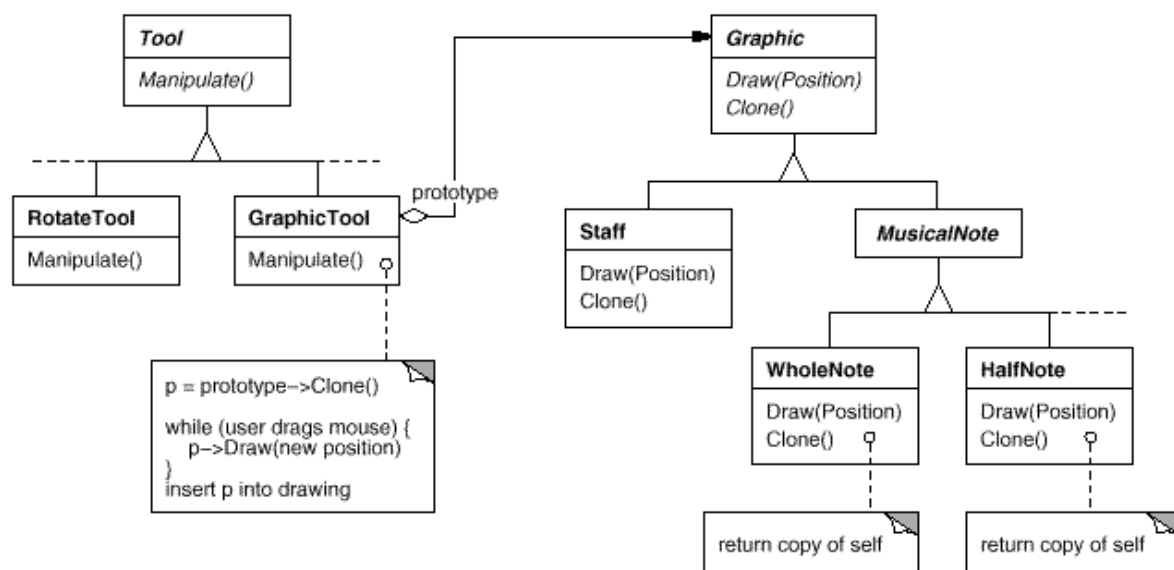 Tool
Manipulate()
Graphic
Draw(Position)
Clone()
prototype
RotateTool
Manipulate()
GraphicTool
Manipulate()
Staff
Draw(Position)
Clone()
MusicalNote
p = prototype->Clone()
while (user drags mouse) {
p->Draw(new position)
}
insert p into drawing
WholeNote
Draw(Position)
Clone()
HalfNote
Draw(Position)
Clone()
return copy of self
return copy of self